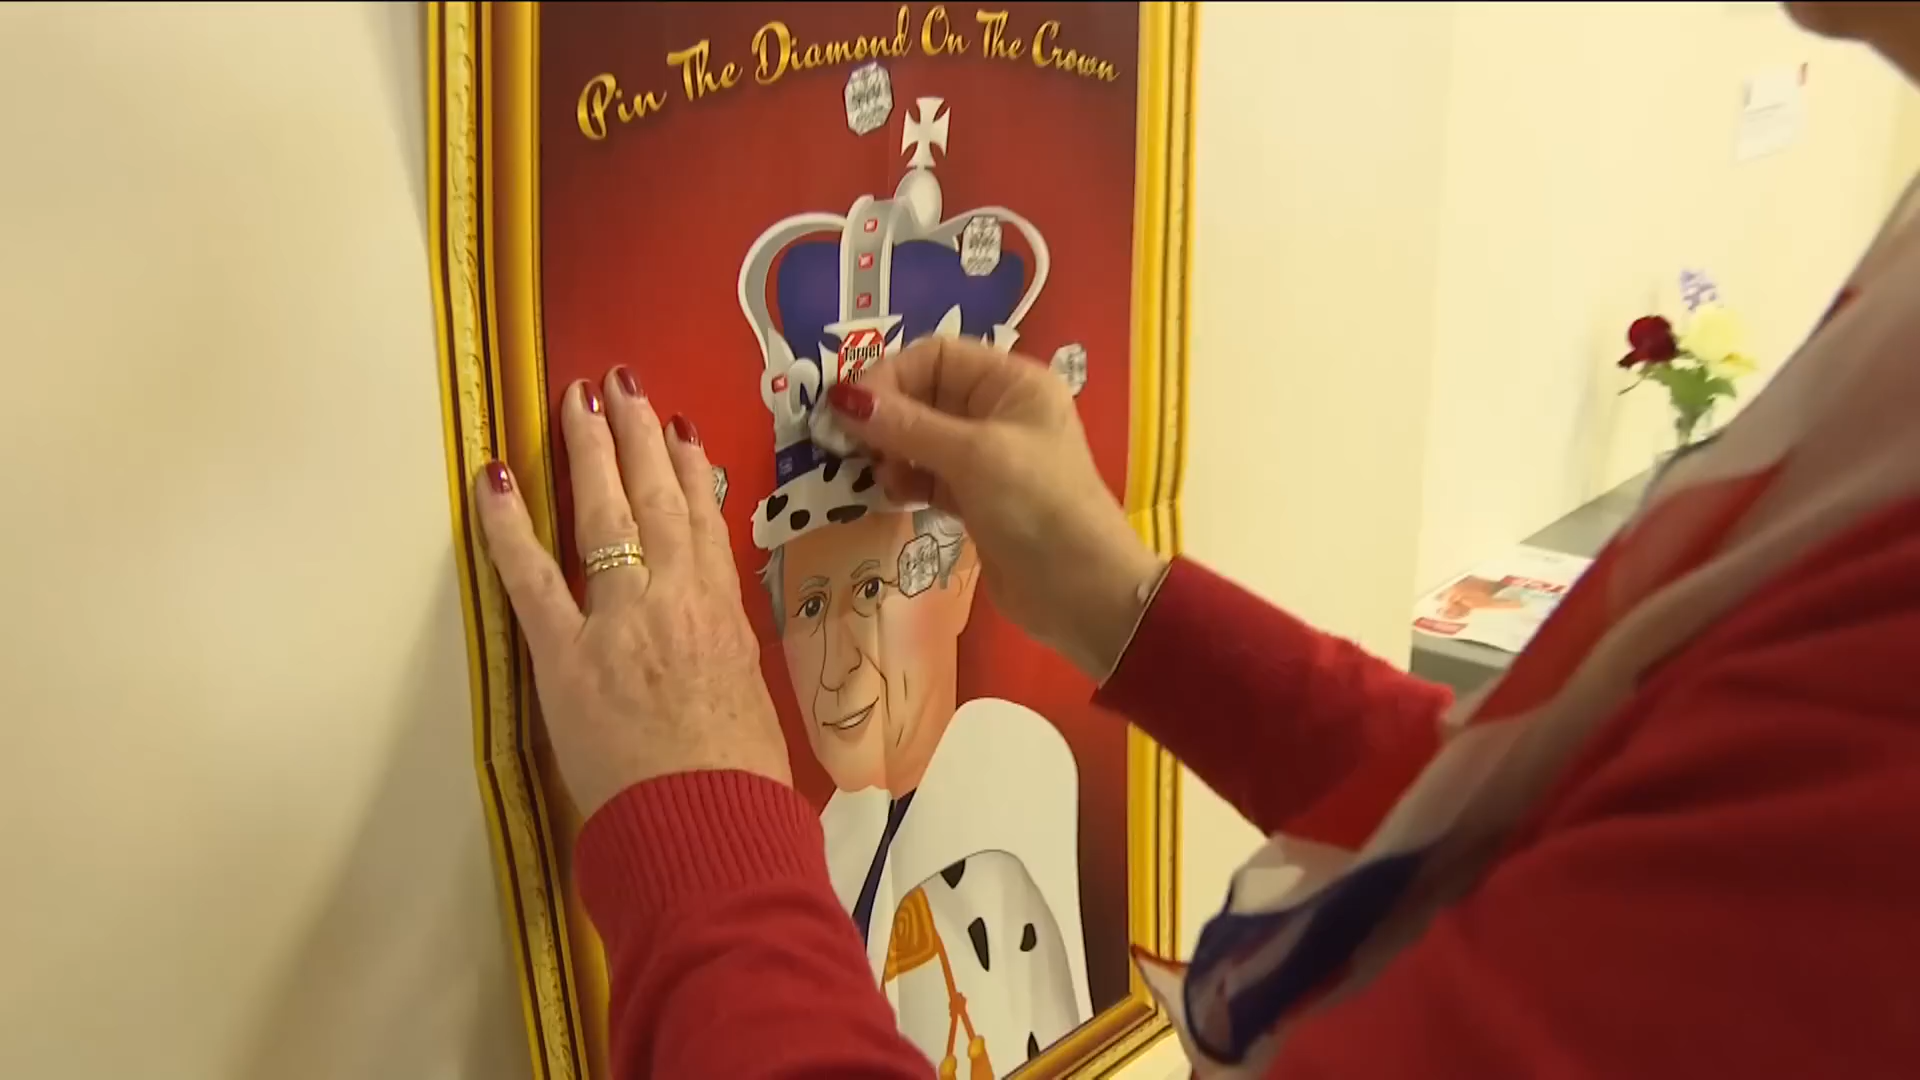 Pin The Diamond On The Crown
Target